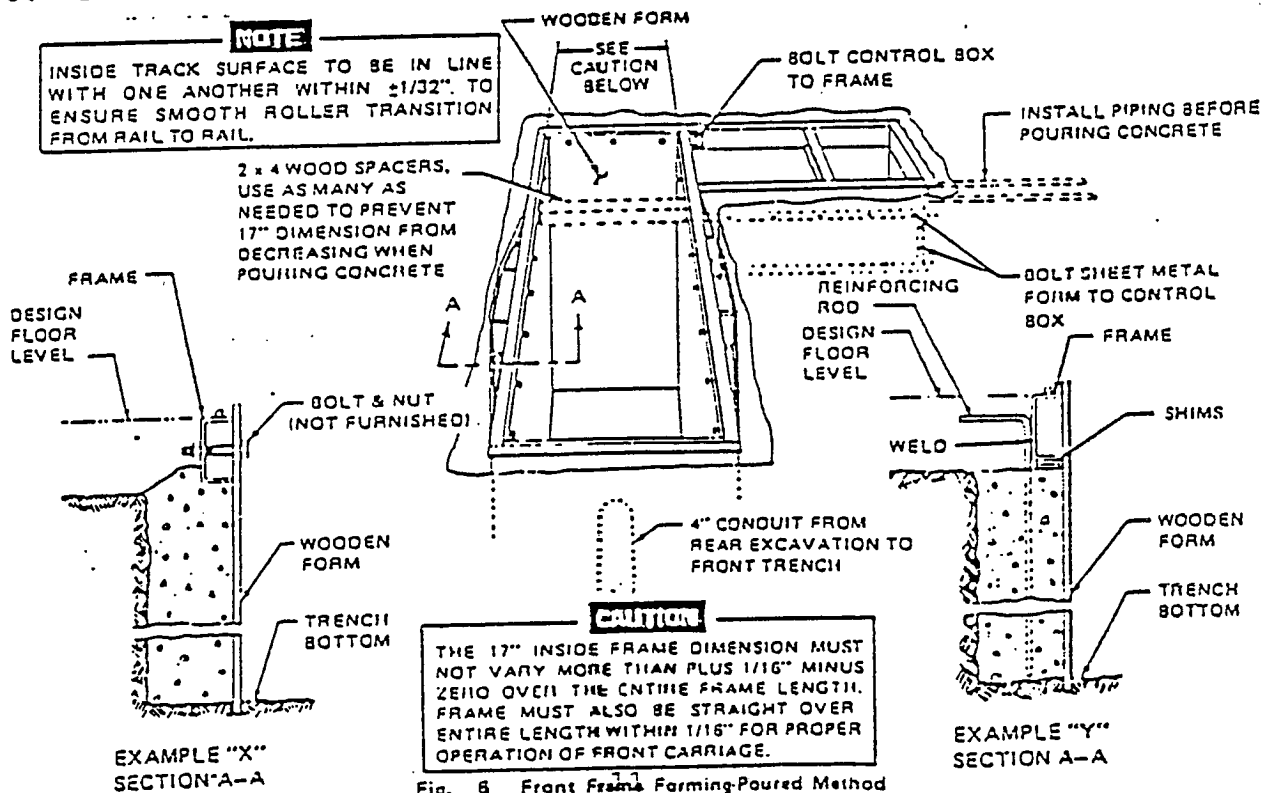 NOTE
INSIDE TRACK SURFACE TO BE IN LINE
WITH ONE ANOTHER WITHIN ±1/32". TO
ENSURE SMOOTH ROLLER TRANSITION
FROM RAIL TO RAIL.
WOODEN FORM
SEE
CAUTION
BELOW
BOLT CONTROL BOX
TO FRAME
INSTALL PIPING BEFORE
POURING CONCRETE
2 x 4 WOOD SPACERS,
USE AS MANY AS
NEEDED TO PREVENT
17" DIMENSION FROM
DECREASING WHEN
POURING CONCRETE
BOLT SHEET METAL
FORM TO CONTROL
BOX
A
A
FRAME
DESIGN
FLOOR
LEVEL
BOLT & NUT
(NOT FURNISHED)
WOODEN
FORM
TRENCH
BOTTOM
EXAMPLE "X"
SECTION A-A
4" CONDUIT FROM
REAR EXCAVATION TO
FRONT TRENCH
CAUTION
THE 17" INSIDE FRAME DIMENSION MUST
NOT VARY MORE THAN PLUS 1/16" MINUS
ZERO OVER THE ENTIRE FRAME LENGTH.
FRAME MUST ALSO BE STRAIGHT OVER
ENTIRE LENGTH WITHIN 1/16" FOR PROPER
OPERATION OF FRONT CARRIAGE.
REINFORCING
ROD
DESIGN
FLOOR
LEVEL
FRAME
SHIMS
WELD
WOODEN
FORM
TRENCH
BOTTOM
EXAMPLE "Y"
SECTION A-A
Fig. 6 Front Frame Forming-Poured Method